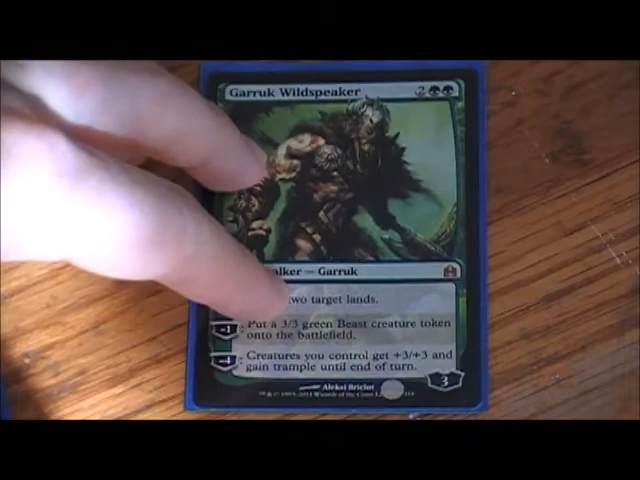 Garruk Wildspeaker 2
alker — Garruk
two target lands.
-1: Put a 3/3 green Beast creature token
onto the battlefield.
-4: Creatures you control get +3/+3 and
gain trample until end of turn.
3
Aleksi Briclot